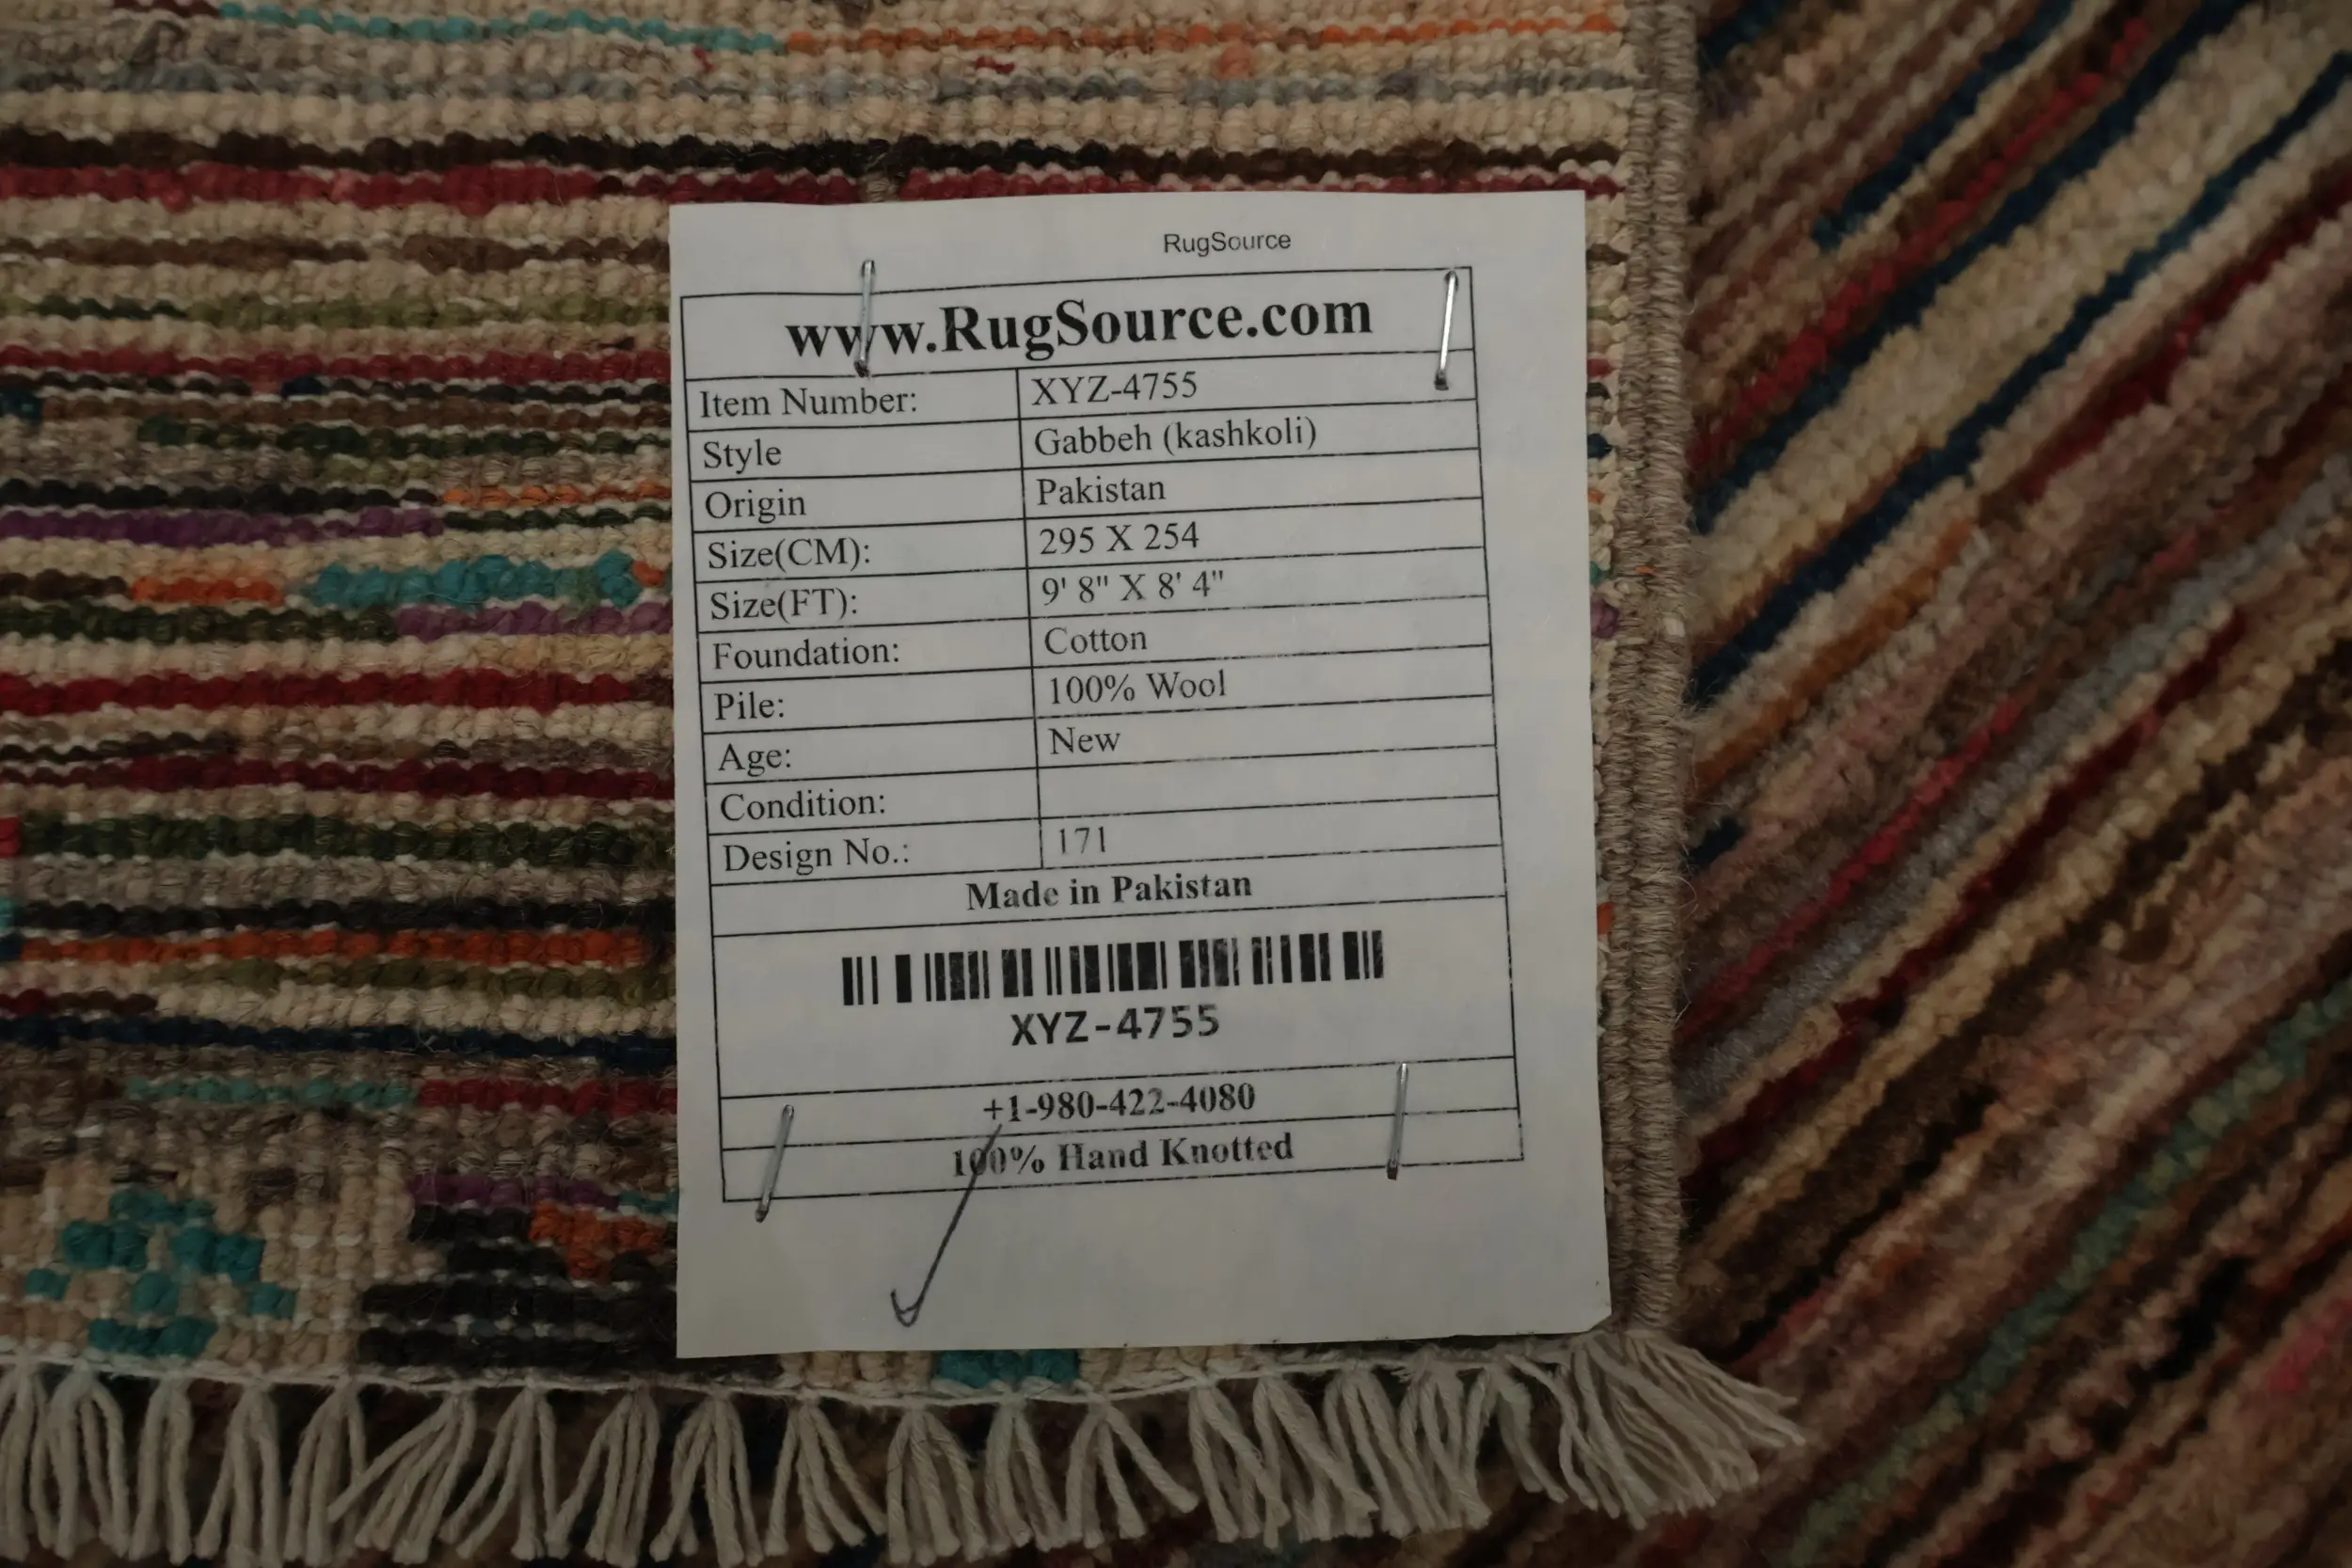 RugSource
www.RugSource.com
Item Number: XYZ-4755
Style Gabbeh (kashkoli)
Origin Pakistan
Size(CM): 295 X 254
Size(FT): 9' 8" X 8' 4"
Foundation: Cotton
Pile: 100% Wool
Age: New
Condition:
Design No.: 171
Made in Pakistan
XYZ-4755
+1-980-422-4080
100% Hand Knotted